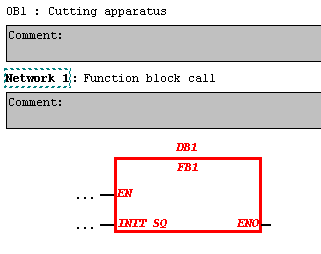 OB1 : Cutting apparatus
Comment:
Network 1: Function block call
Comment:
DB1
FB1
... EN
... INIT_SQ ENO